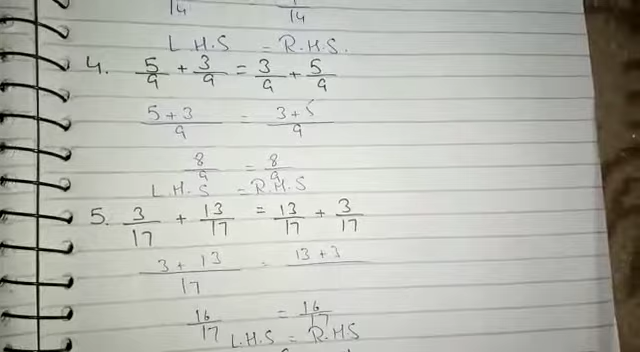 14 14
L.H.S = R.H.S.
4. 5/9 + 3/9 = 3/9 + 5/9
5+3/9 = 3+5/9
8/9 = 8/9
L.H.S = R.H.S
5. 3/17 + 13/17 = 13/17 + 3/17
3+13/17 = 13+3
16/17 = 16/17
L.H.S = R.H.S